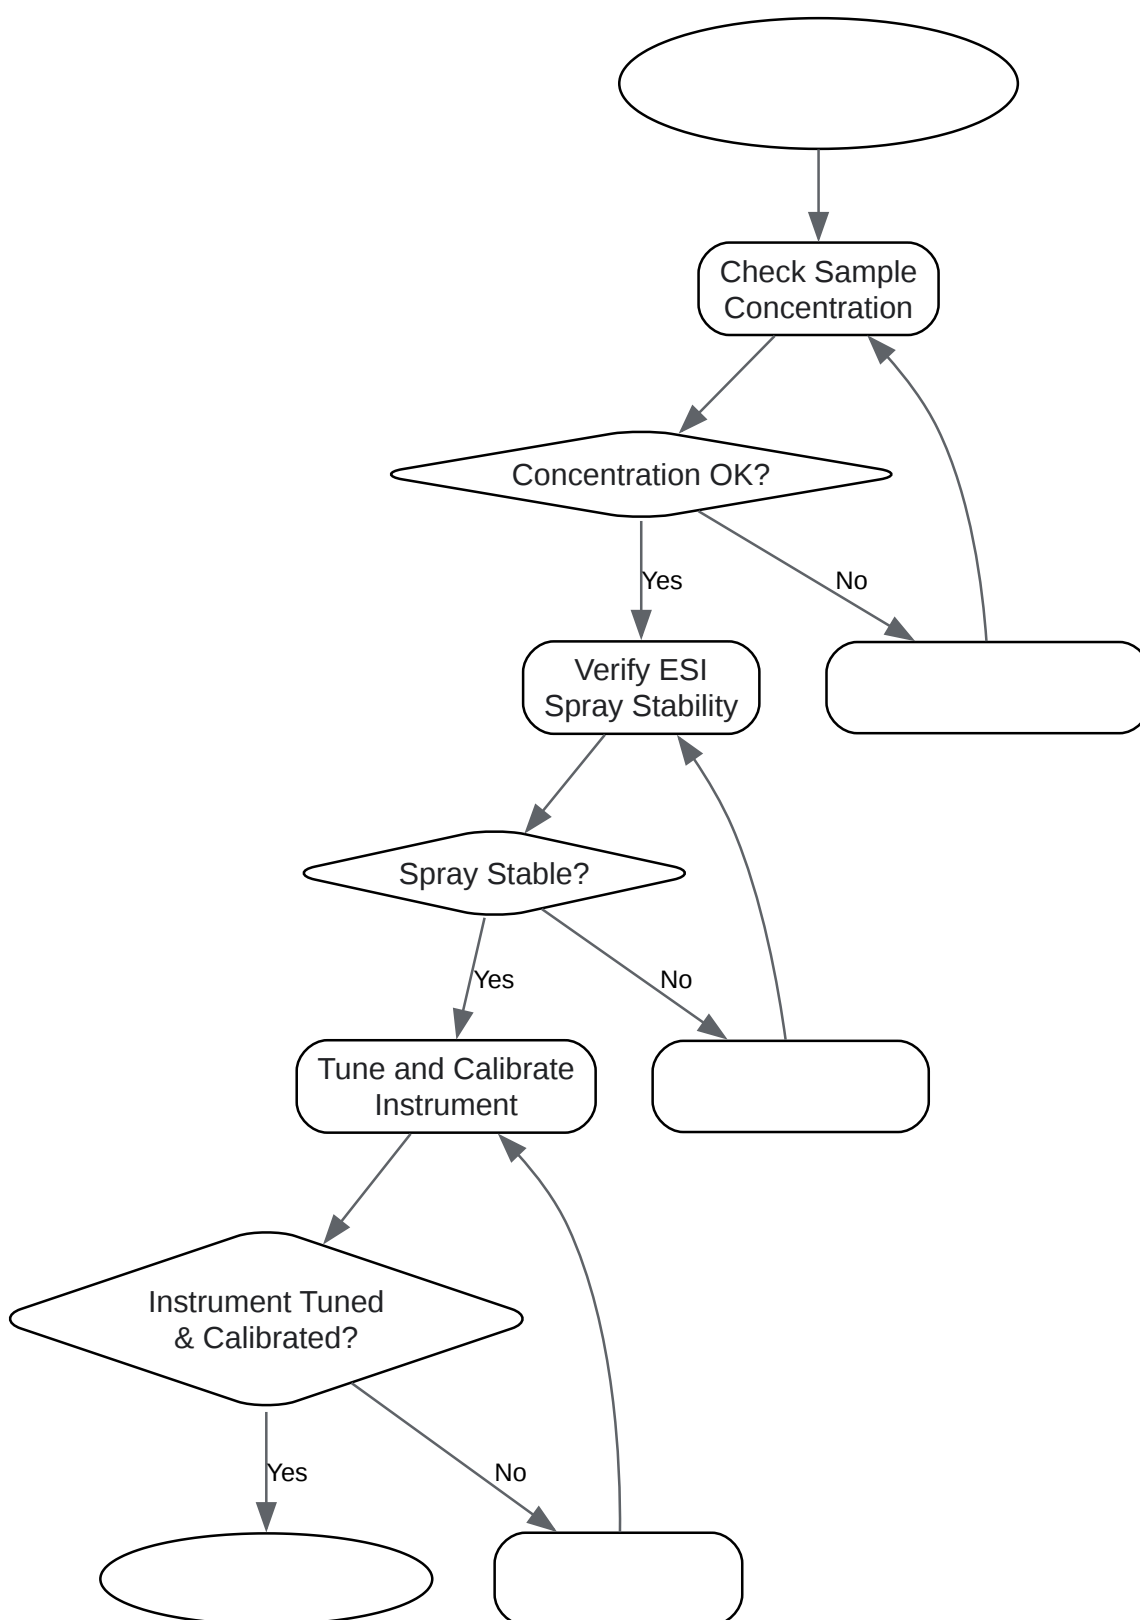 Check Sample
Concentration
Concentration OK?
Yes
No
Verify ESI
Spray Stability
Spray Stable?
Yes
No
Tune and Calibrate
Instrument
Instrument Tuned
& Calibrated?
Yes
No